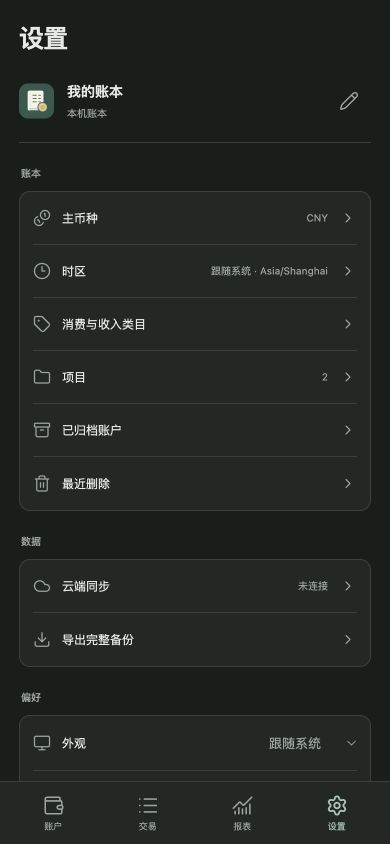 设置
我的账本
本机账本
账本
主币种 CNY
时区 跟随系统 · Asia/Shanghai
消费与收入类目
项目 2
已归档账户
最近删除
数据
云端同步 未连接
导出完整备份
偏好
外观 跟随系统
账户 交易 报表 设置